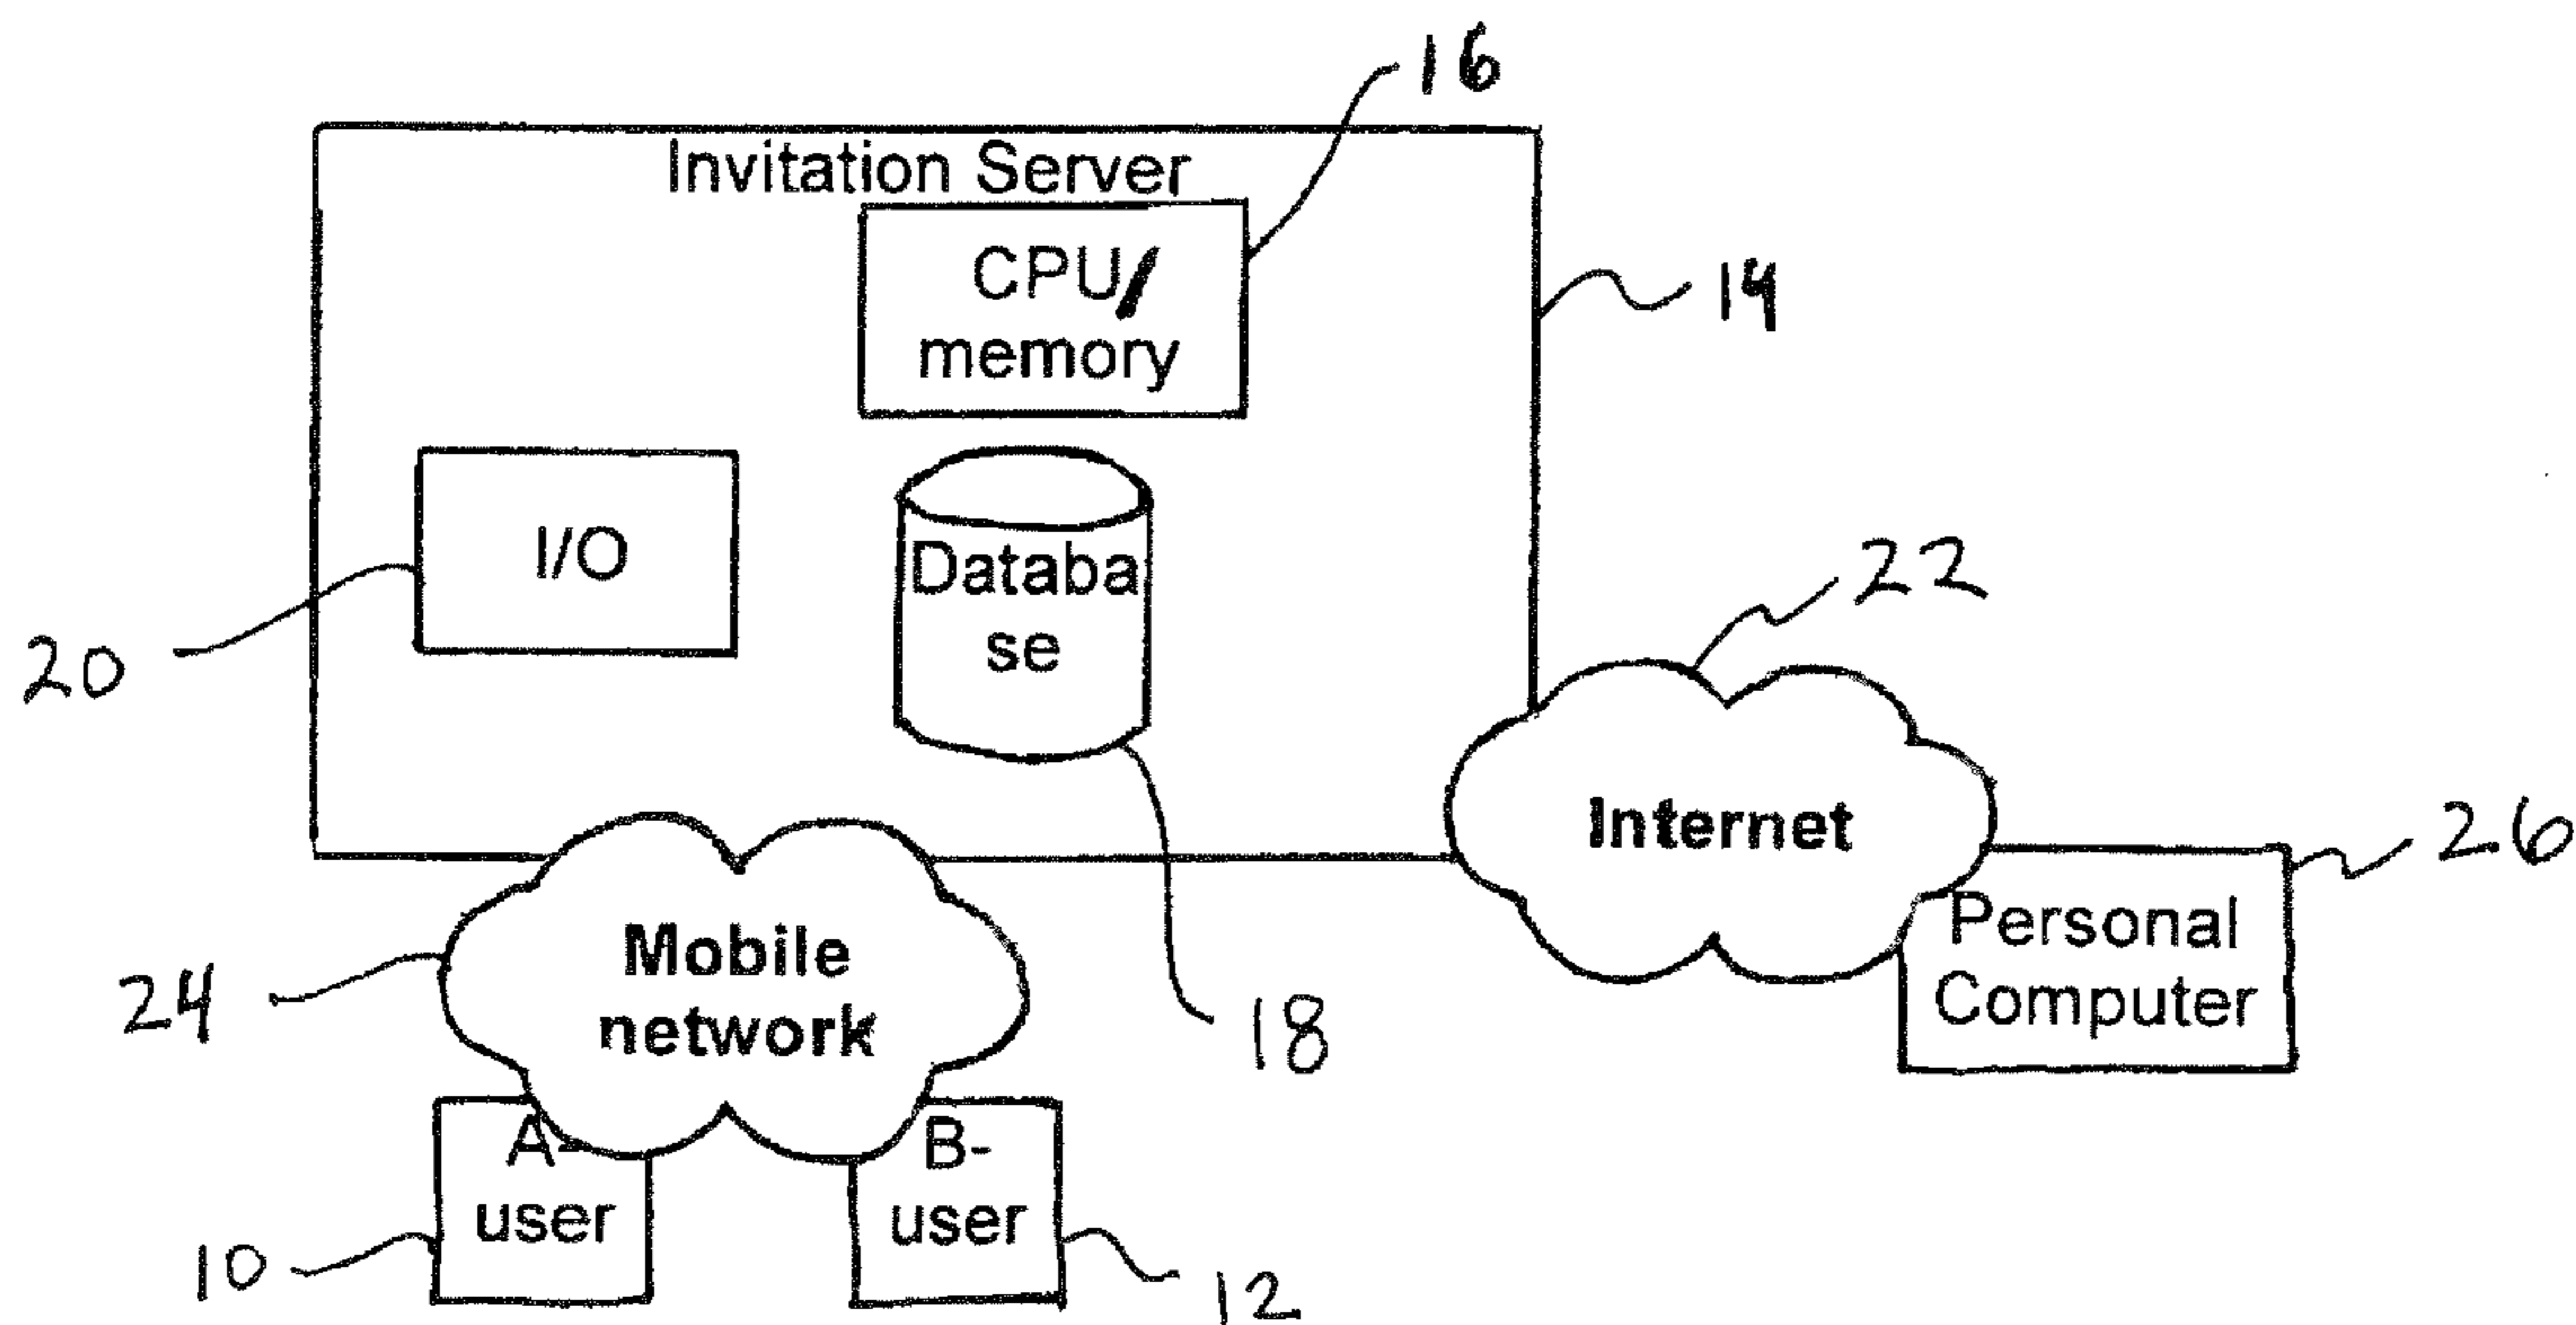 16
Invitation Server
CPU/
memory
14
I/O
Databa
se
22
20
Internet
26
Personal
Computer
Mobile
network
24
18
A-
user
B-
user
10
12